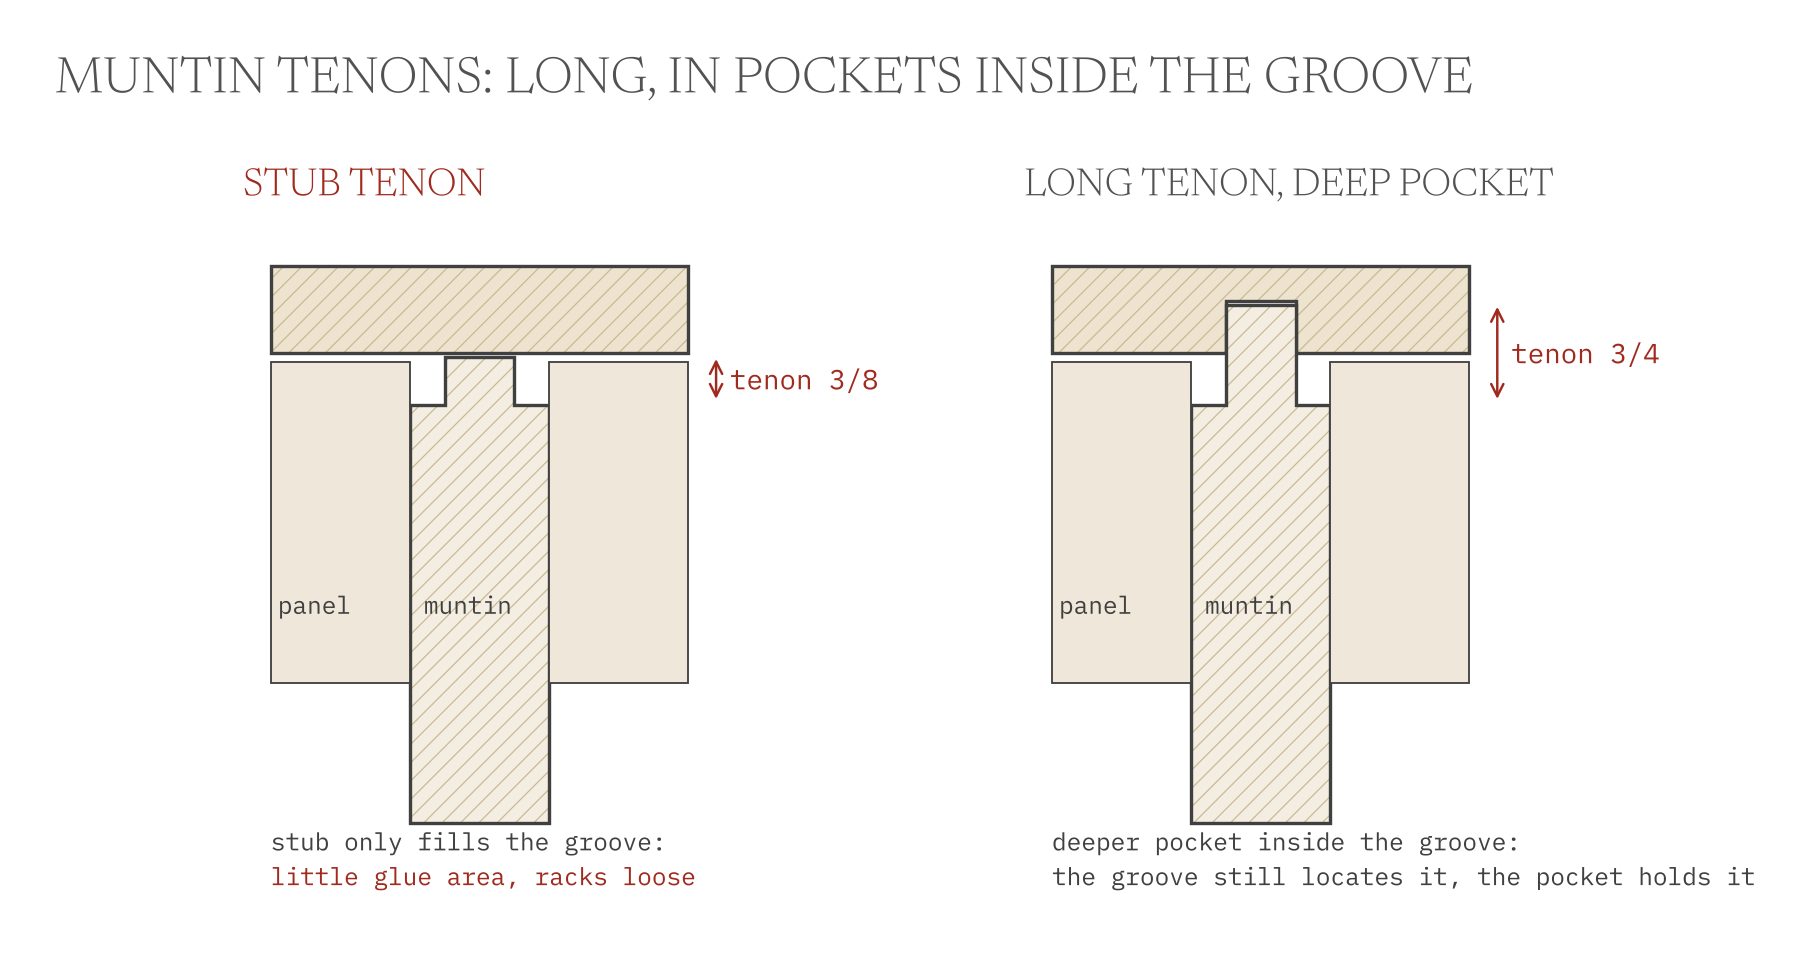 MUNTIN TENONS: LONG, IN POCKETS INSIDE THE GROOVE
STUB TENON
tenon 3/8
panel
muntin
stub only fills the groove:
little glue area, racks loose
LONG TENON, DEEP POCKET
tenon 3/4
panel
muntin
deeper pocket inside the groove:
the groove still locates it, the pocket holds it